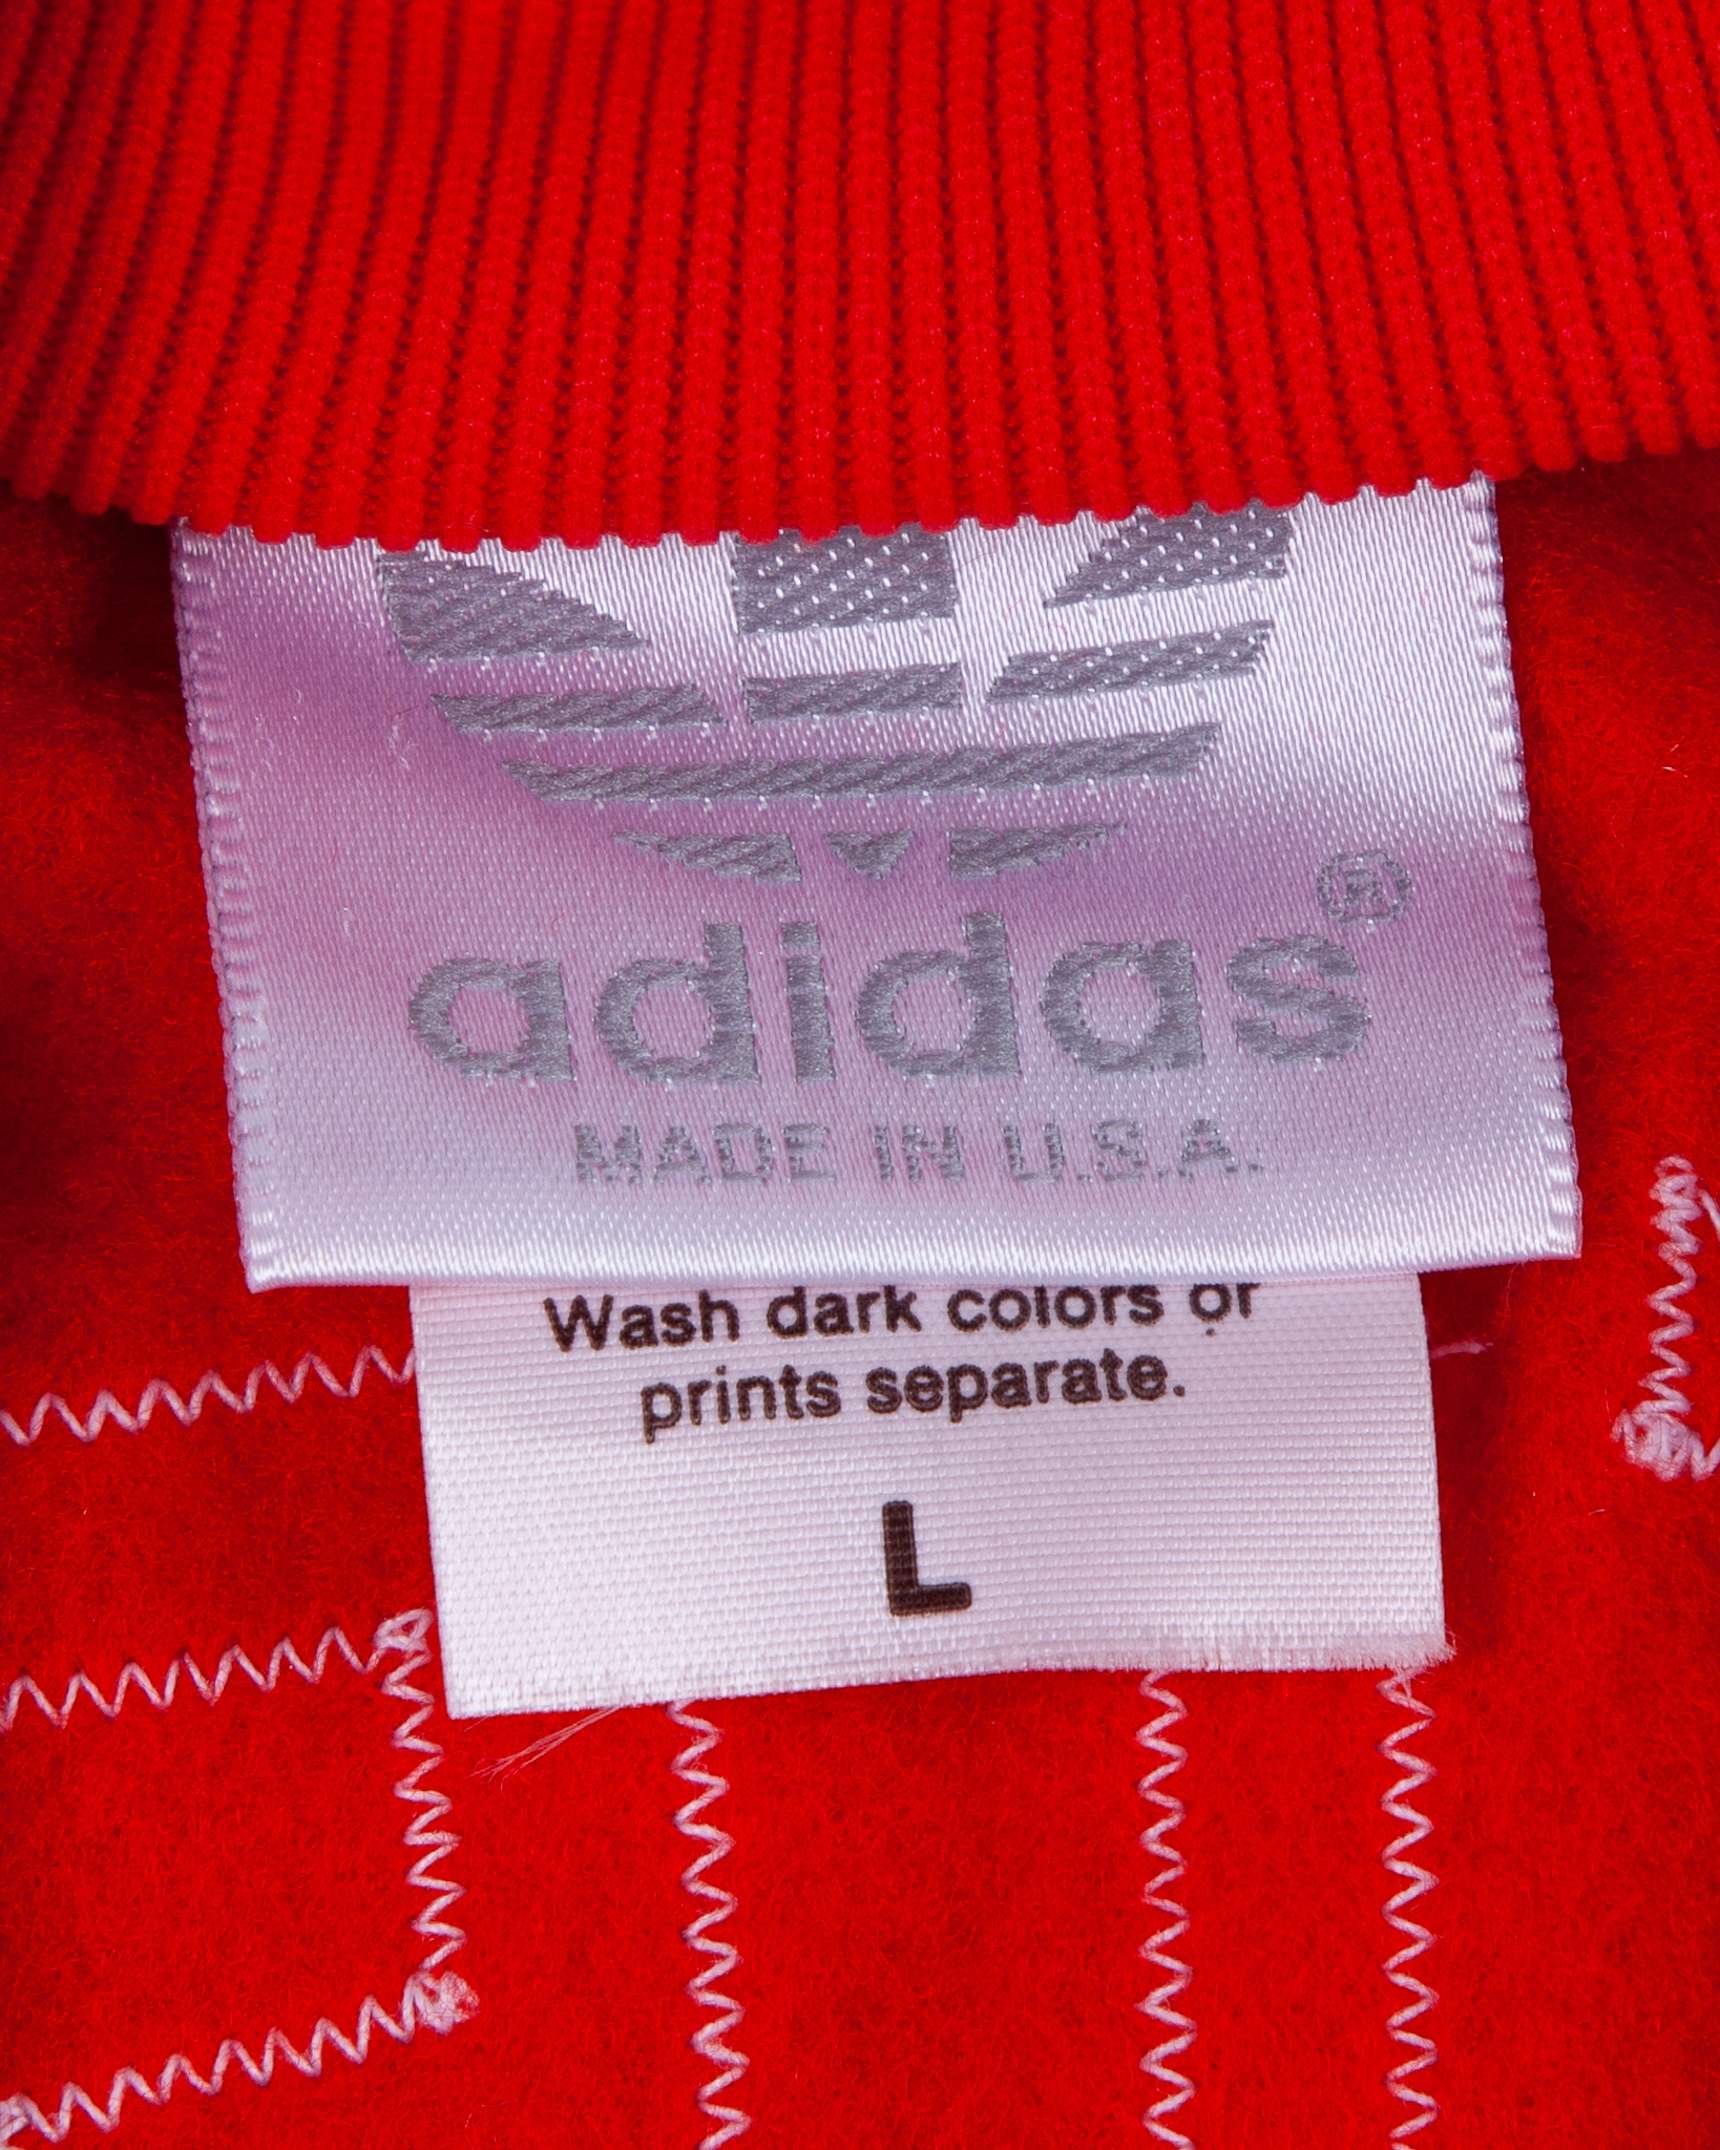 adidas®
MADE IN U.S.A.
Wash dark colors or
prints separate.
L